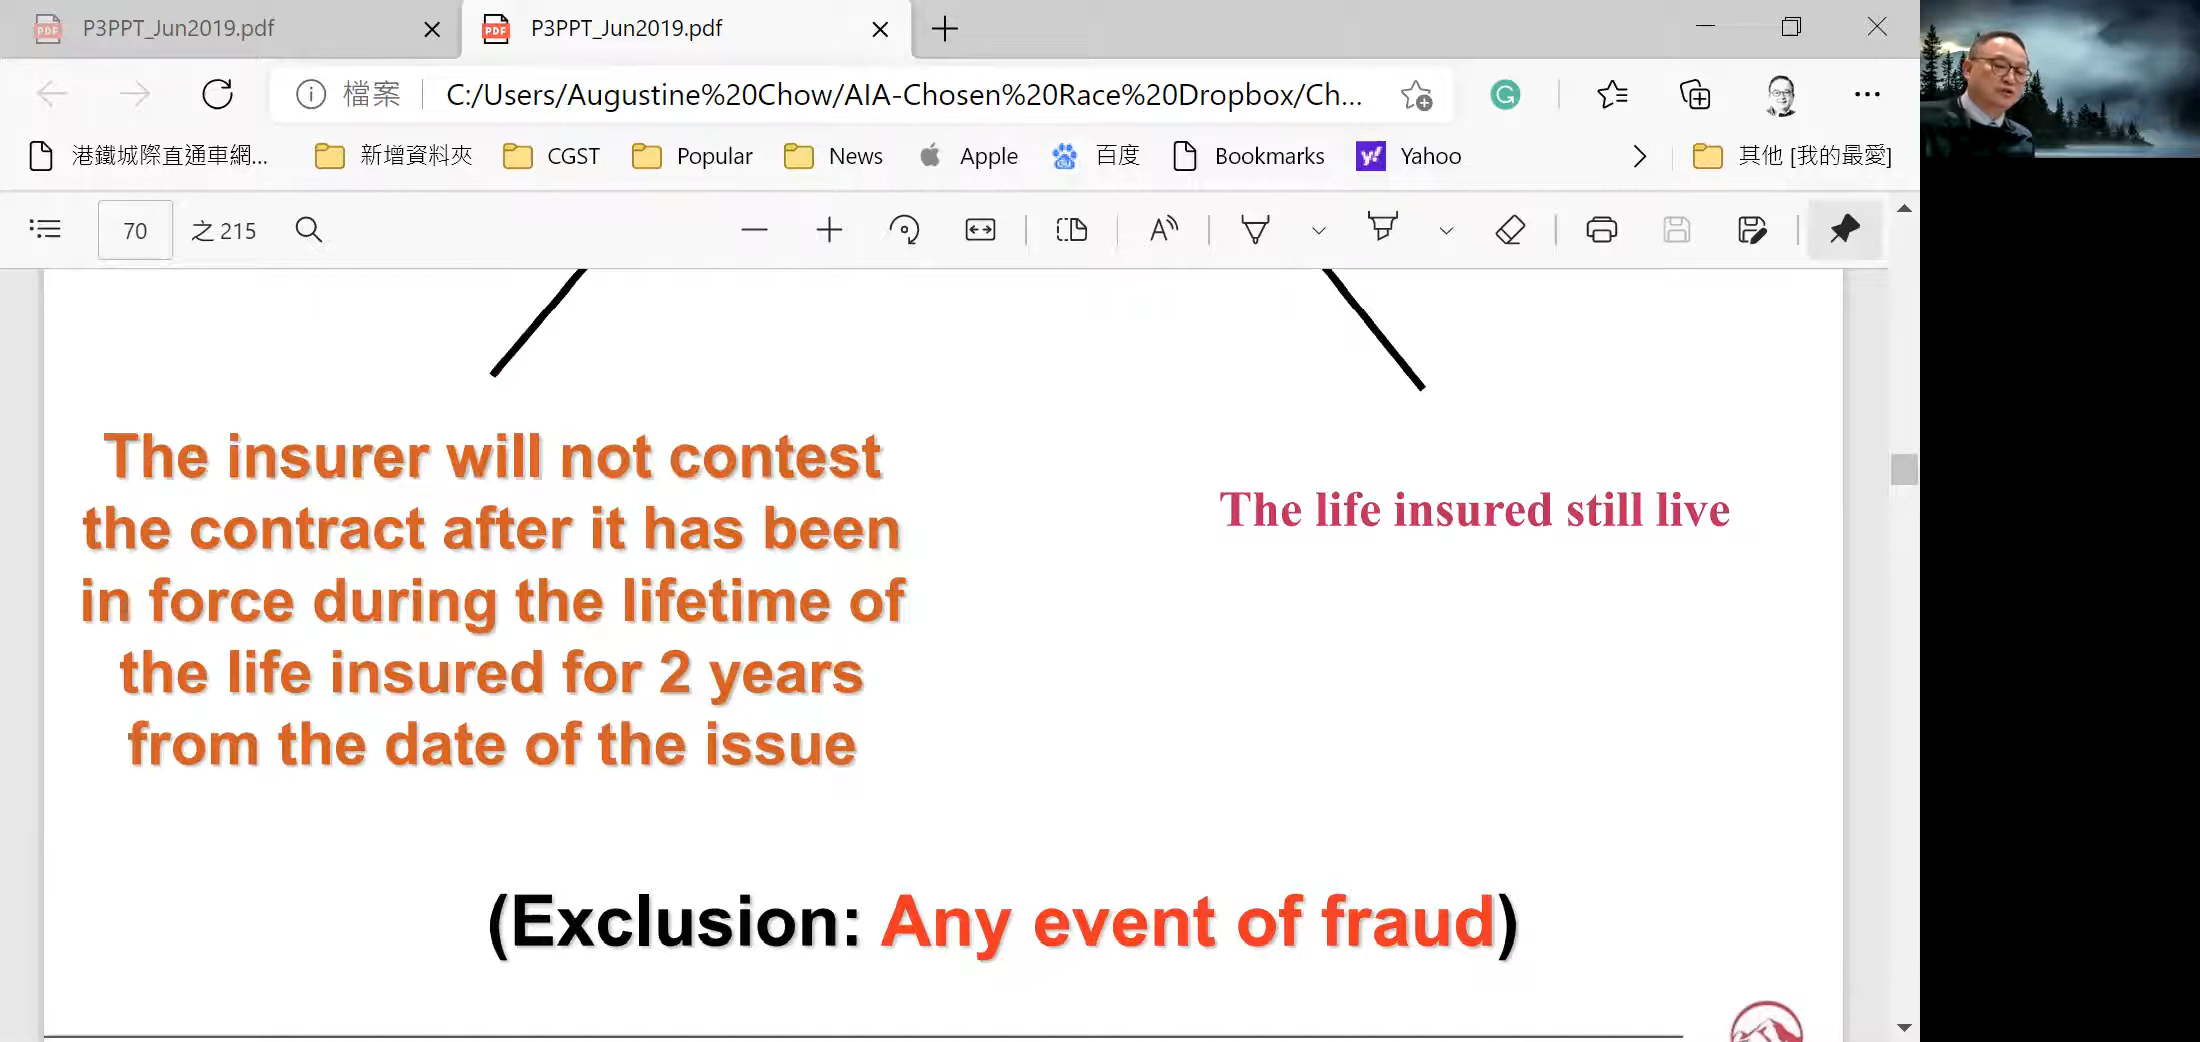 P3PPT_Jun2019.pdf
P3PPT_Jun2019.pdf
檔案
C:/Users/Augustine%20Chow/AIA-Chosen%20Race%20Dropbox/Ch...
港鐵城際直通車網...
新增資料夾
CGST
Popular
News
Apple
百度
Bookmarks
Yahoo
其他 [我的最愛]
70
之 215
The insurer will not contest
the contract after it has been
in force during the lifetime of
the life insured for 2 years
from the date of the issue
The life insured still live
(Exclusion: Any event of fraud)